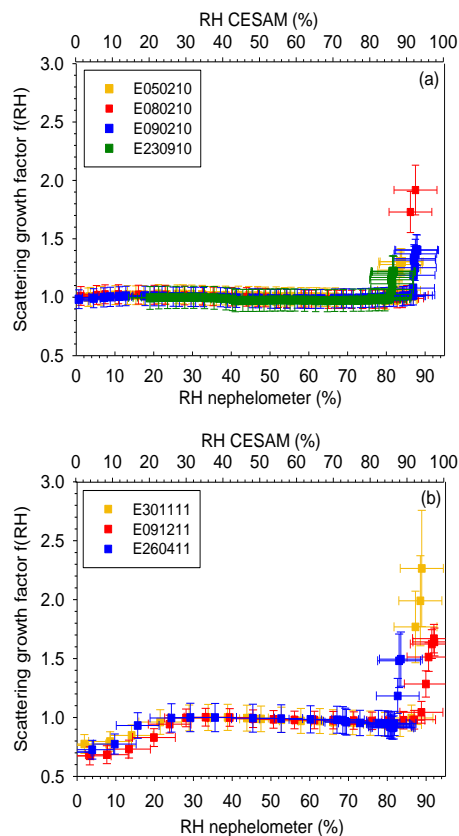 RH CESAM (%)
0 10 20 30 40 50 60 70 80 90 100
3.0
2.5
2.0
1.5
1.0
0.5
Scattering growth factor f(RH)
(a)
E050210
E080210
E090210
E230910
0 10 20 30 40 50 60 70 80 90
RH nephelometer (%)
RH CESAM (%)
0 10 20 30 40 50 60 70 80 90 100
3.0
2.5
2.0
1.5
1.0
0.5
Scattering growth factor f(RH)
(b)
E301111
E091211
E260411
0 10 20 30 40 50 60 70 80 90
RH nephelometer (%)